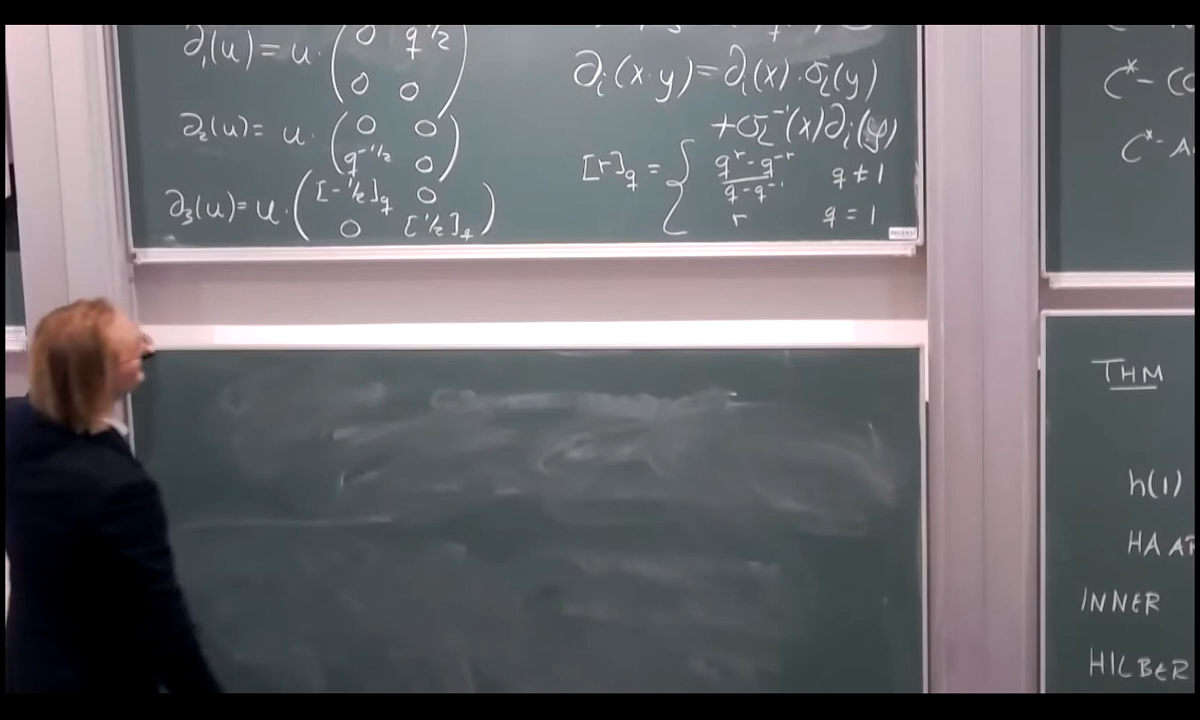 ∂₁(u) = u · ( 0 q^{1/2}
0 0 )
∂₂(u) = u · ( 0 0
q^{-1/2} 0 )
∂₃(u) = u · ( [-1/2]_q 0
0 [1/2]_q )
∂ᵢ(x·y) = ∂ᵢ(x)·σᵢ(y)
+σᵢ⁻¹(x)∂ᵢ(y)
[r]_q = { (q^r - q^{-r})/(q - q^{-1}) q ≠ 1
r q = 1
C*-
C*-A
THM
h(1)
HAAR
INNER
HILBER